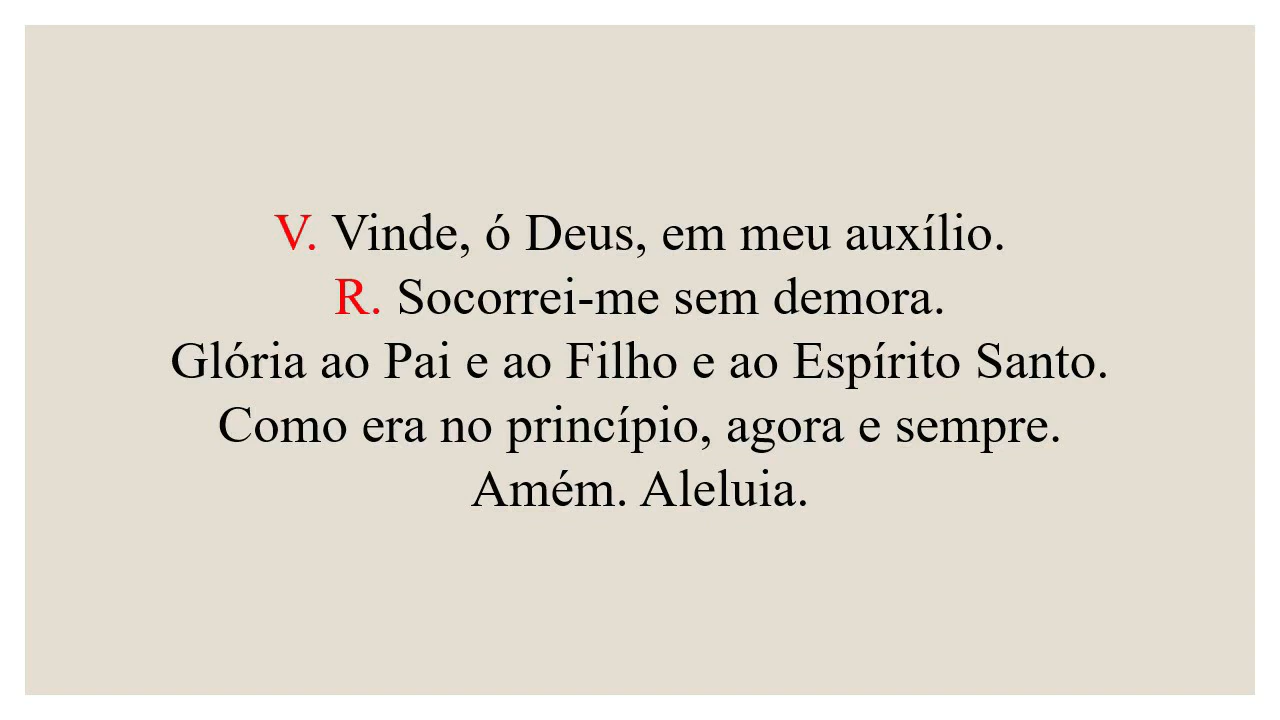 V. Vinde, ó Deus, em meu auxílio.
R. Socorrei-me sem demora.
Glória ao Pai e ao Filho e ao Espírito Santo.
Como era no princípio, agora e sempre.
Amém. Aleluia.